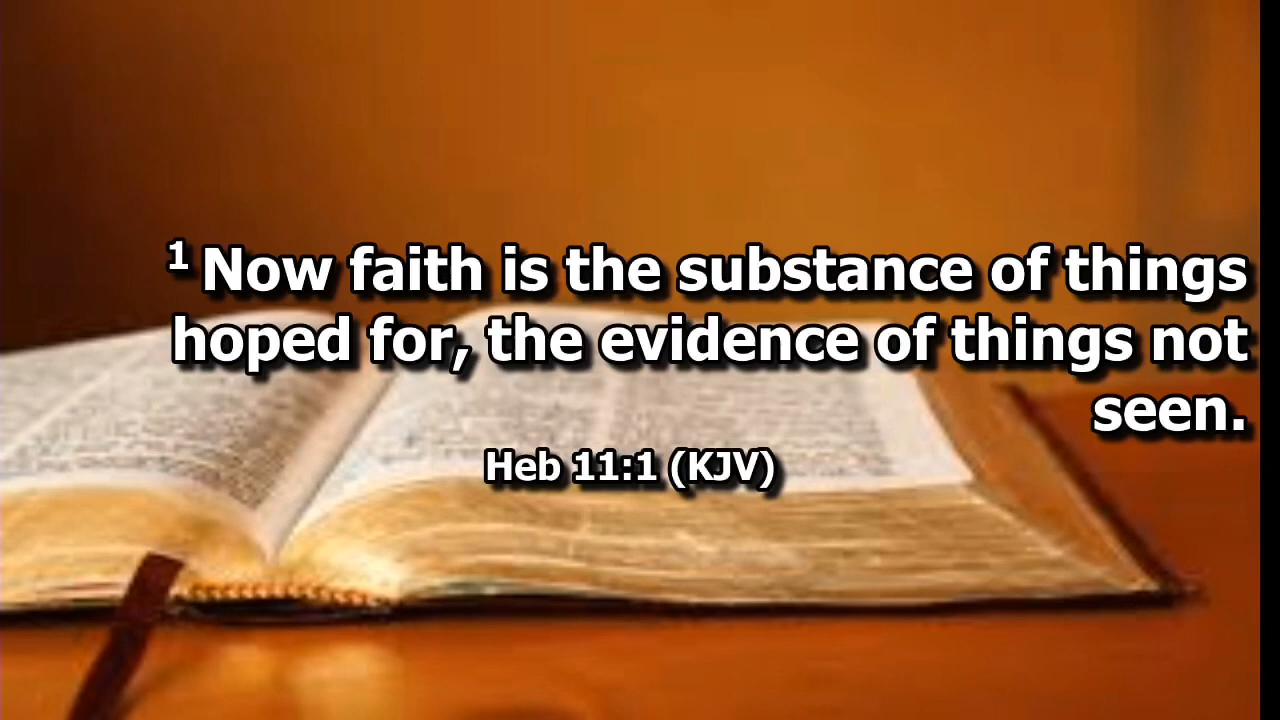 1 Now faith is the substance of things
hoped for, the evidence of things not
seen.
Heb 11:1 (KJV)